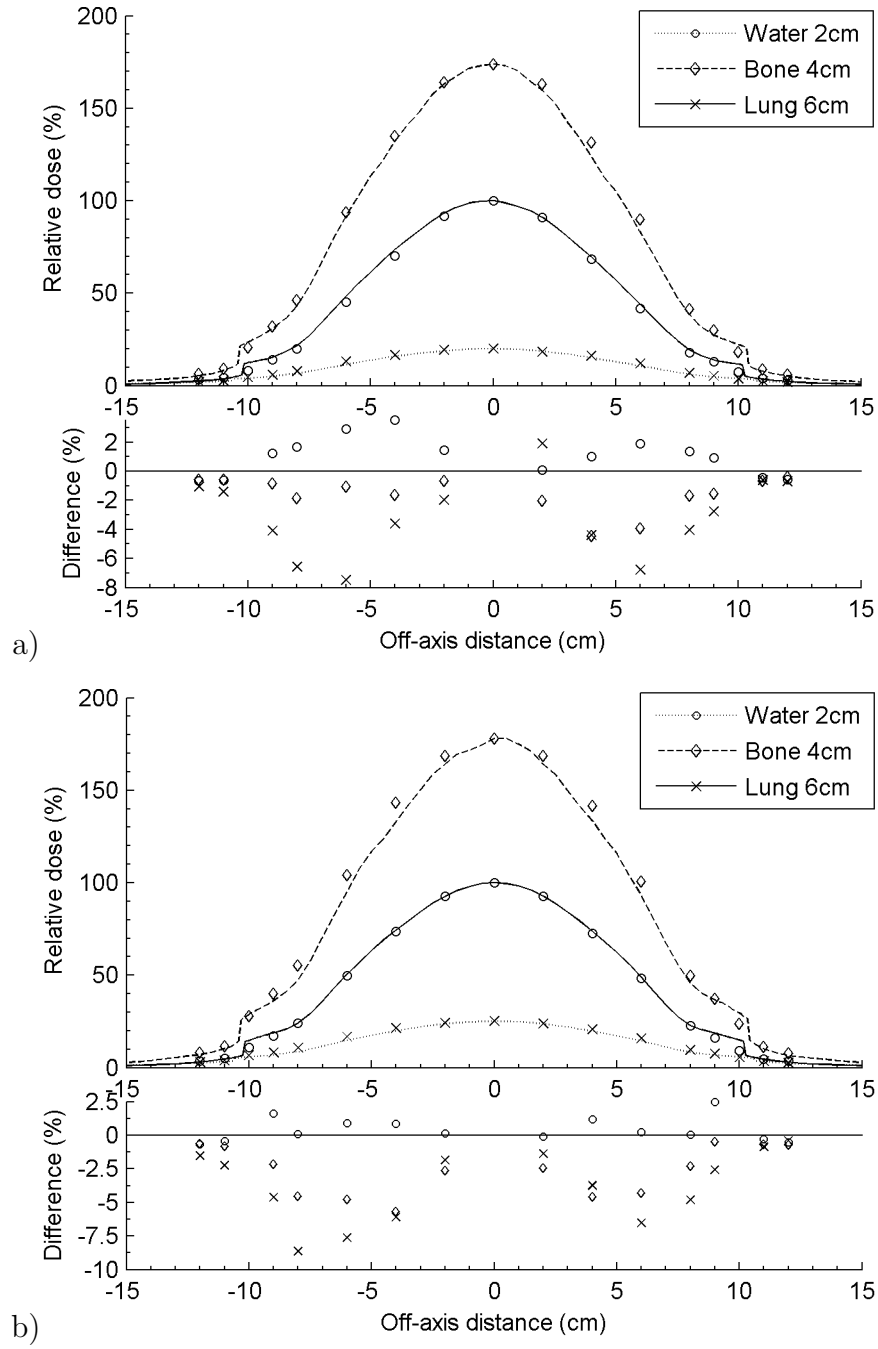 200
150
100
50
0
Relative dose (%)
Water 2cm
Bone 4cm
Lung 6cm
-15 -10 -5 0 5 10 15
2
0
-2
-4
-6
-8
Difference (%)
-15 -10 -5 0 5 10 15
Off-axis distance (cm)
a)
200
150
100
50
0
Relative dose (%)
Water 2cm
Bone 4cm
Lung 6cm
-15 -10 -5 0 5 10 15
2.5
0
-2.5
-5
-7.5
-10
Difference (%)
-15 -10 -5 0 5 10 15
Off-axis distance (cm)
b)